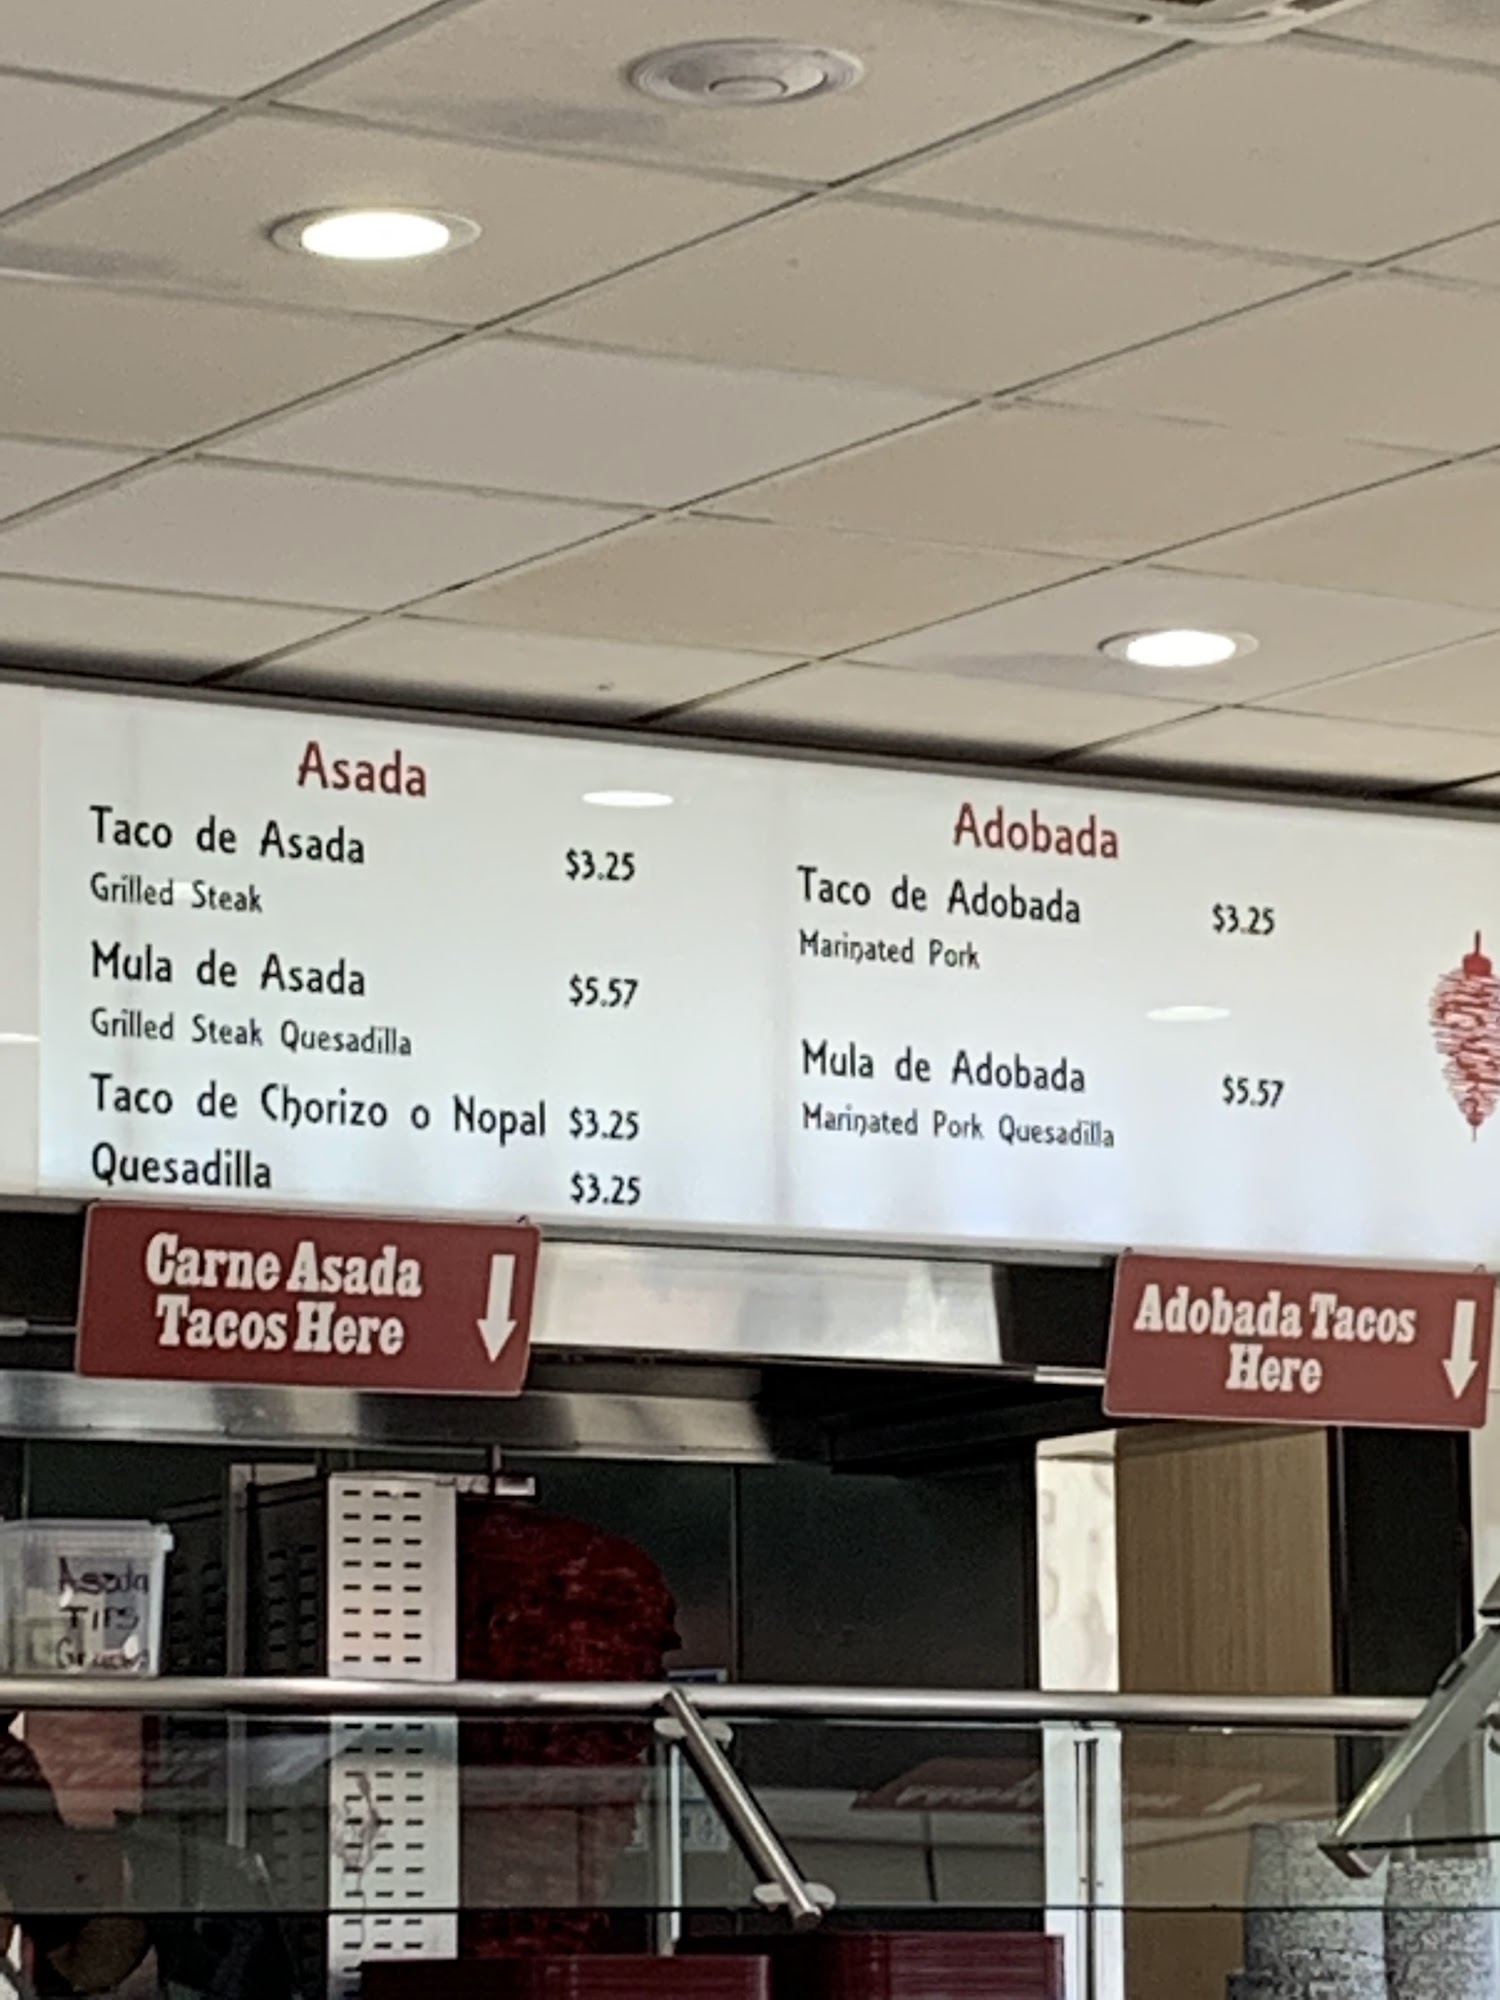 Asada
Taco de Asada $3.25
Grilled Steak
Mula de Asada $5.57
Grilled Steak Quesadilla
Taco de Chorizo o Nopal $3.25
Quesadilla $3.25
Adobada
Taco de Adobada $3.25
Marinated Pork
Mula de Adobada $5.57
Marinated Pork Quesadilla
Carne Asada
Tacos Here
Adobada Tacos
Here
Asada
TIPS